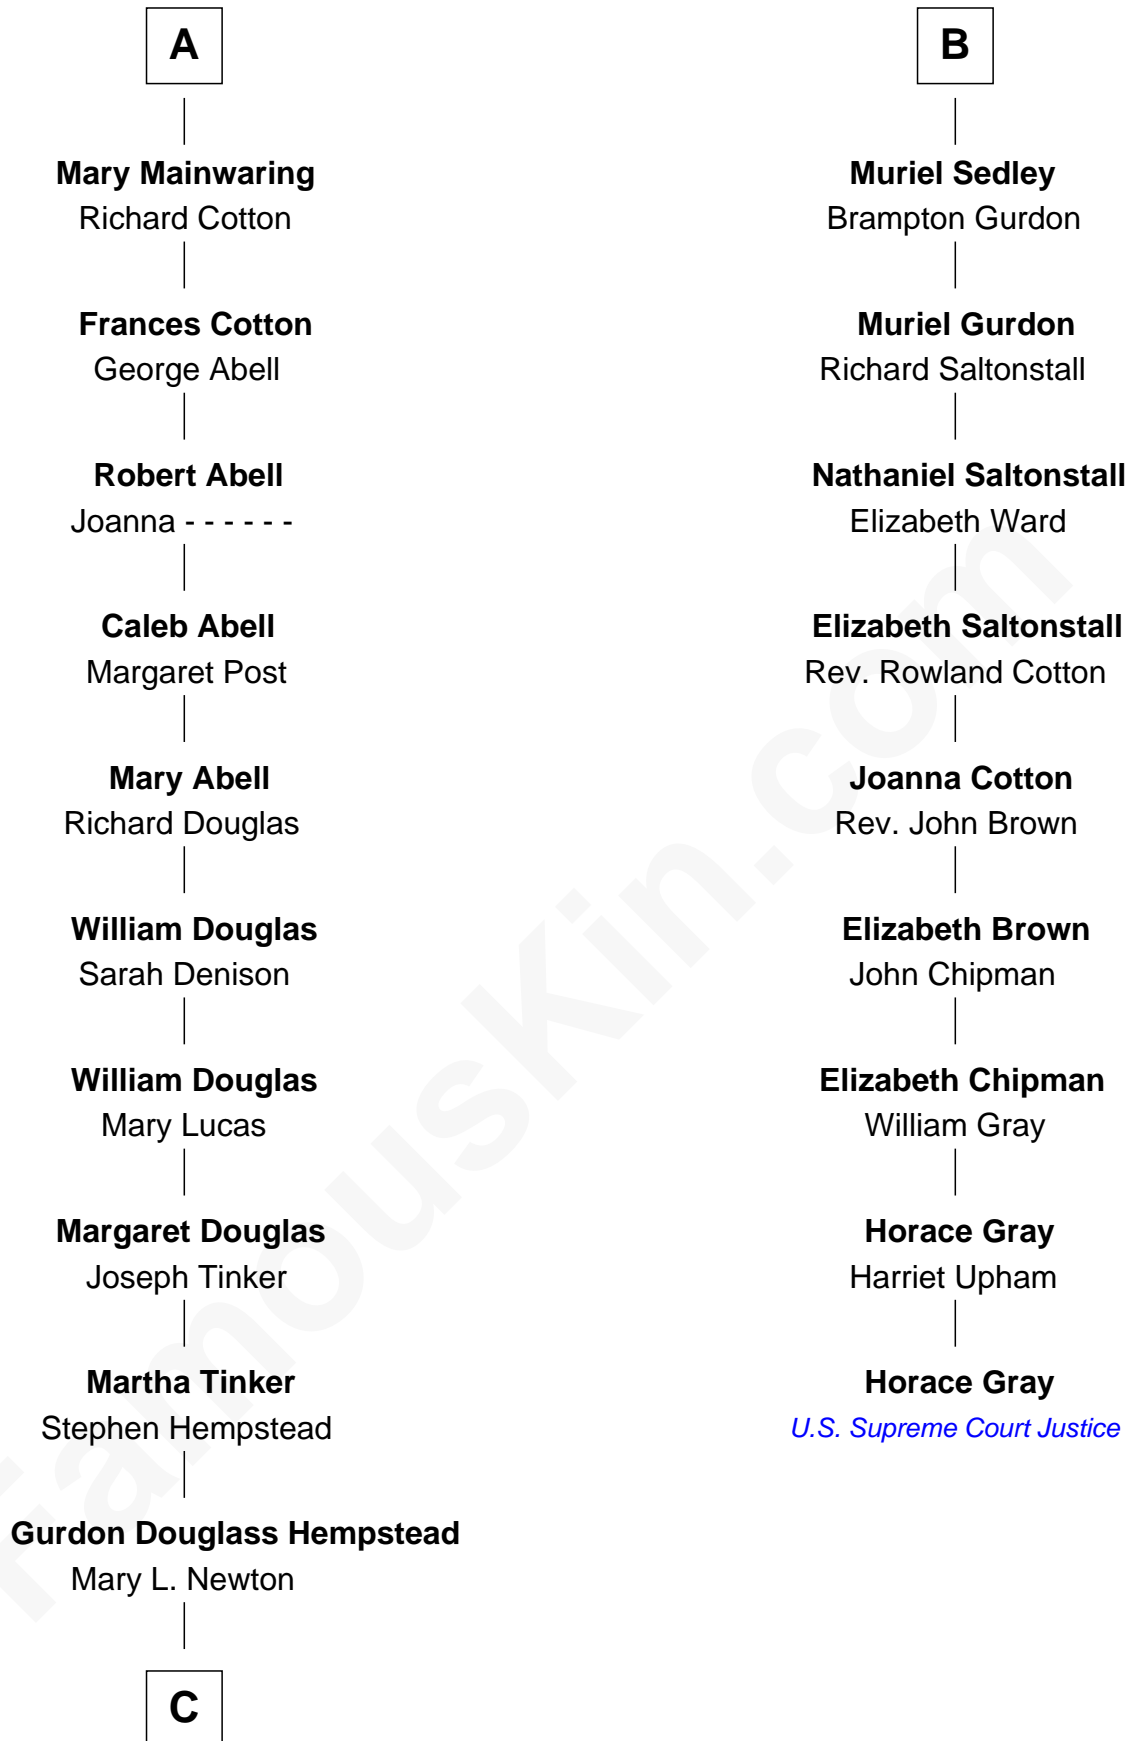 A
Mary Mainwaring
Richard Cotton
Frances Cotton
George Abell
Robert Abell
Joanna - - - - - -
Caleb Abell
Margaret Post
Mary Abell
Richard Douglas
William Douglas
Sarah Denison
William Douglas
Mary Lucas
Margaret Douglas
Joseph Tinker
Martha Tinker
Stephen Hempstead
Gurdon Douglass Hempstead
Mary L. Newton
C
B
Muriel Sedley
Brampton Gurdon
Muriel Gurdon
Richard Saltonstall
Nathaniel Saltonstall
Elizabeth Ward
Elizabeth Saltonstall
Rev. Rowland Cotton
Joanna Cotton
Rev. John Brown
Elizabeth Brown
John Chipman
Elizabeth Chipman
William Gray
Horace Gray
Harriet Upham
Horace Gray
U.S. Supreme Court Justice
FamousKin.com